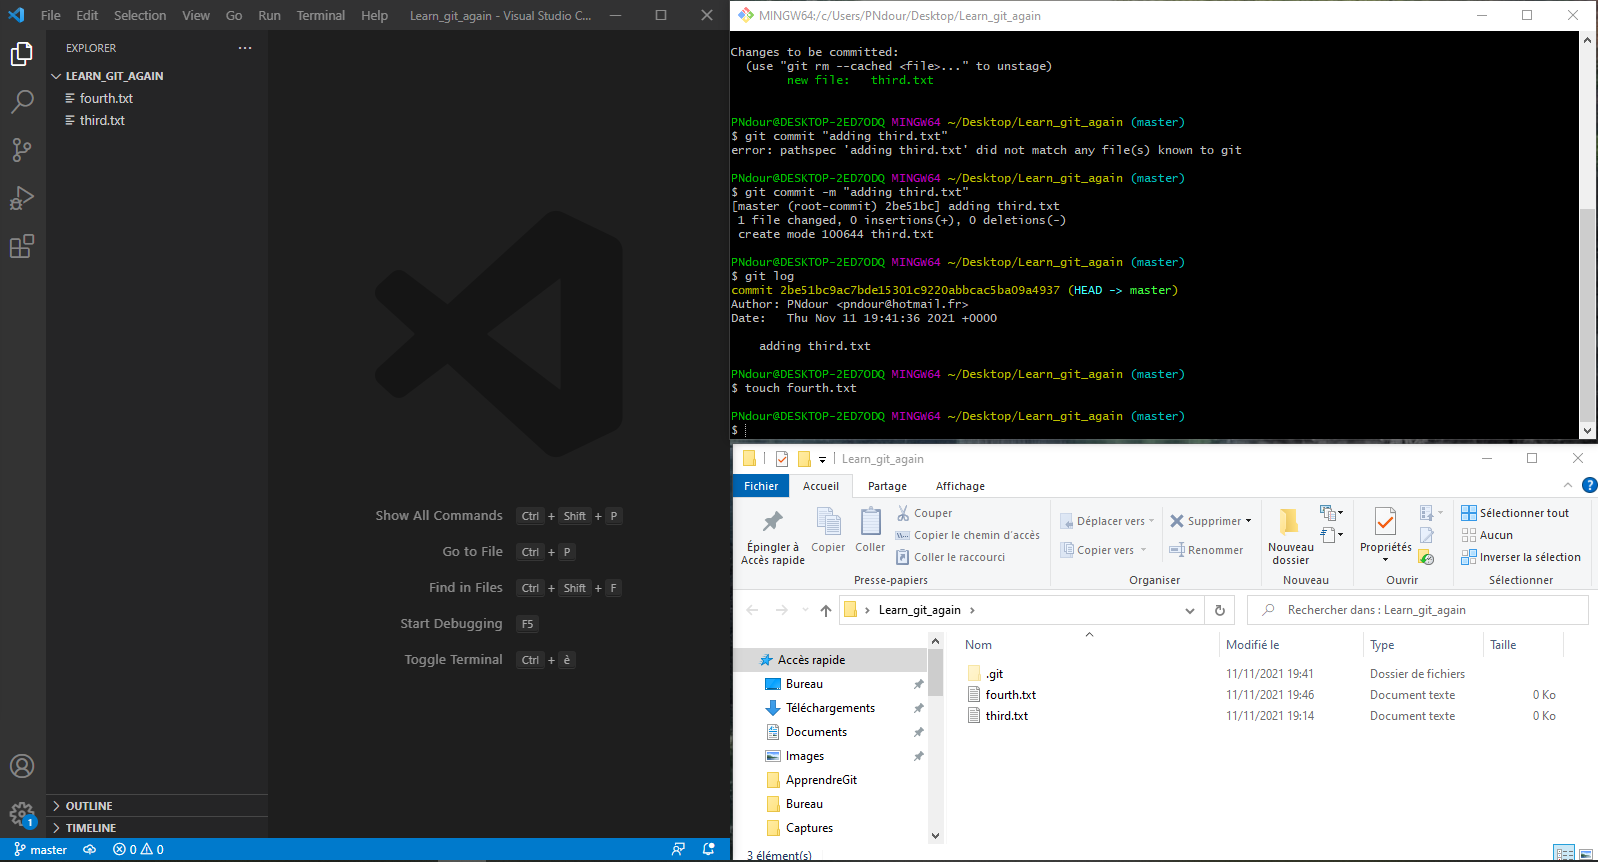 File Edit Selection View Go Run Terminal Help Learn_git_again - Visual Studio C...
EXPLORER
LEARN_GIT_AGAIN
fourth.txt
third.txt
Show All Commands Ctrl + Shift + P
Go to File Ctrl + P
Find in Files Ctrl + Shift + F
Start Debugging F5
Toggle Terminal Ctrl + è
OUTLINE
TIMELINE
1
master 0 0
MINGW64:/c/Users/PNdour/Desktop/Learn_git_again
Changes to be committed:
(use "git rm --cached <file>..." to unstage)
new file: third.txt
PNdour@DESKTOP-2ED7ODQ MINGW64 ~/Desktop/Learn_git_again (master)
$ git commit "adding third.txt"
error: pathspec 'adding third.txt' did not match any file(s) known to git
PNdour@DESKTOP-2ED7ODQ MINGW64 ~/Desktop/Learn_git_again (master)
$ git commit -m "adding third.txt"
[master (root-commit) 2be51bc] adding third.txt
1 file changed, 0 insertions(+), 0 deletions(-)
create mode 100644 third.txt
PNdour@DESKTOP-2ED7ODQ MINGW64 ~/Desktop/Learn_git_again (master)
$ git log
commit 2be51bc9ac7bde15301c9220abbcac5ba09a4937 (HEAD -> master)
Author: PNdour <pndour@hotmail.fr>
Date: Thu Nov 11 19:41:36 2021 +0000
adding third.txt
PNdour@DESKTOP-2ED7ODQ MINGW64 ~/Desktop/Learn_git_again (master)
$ touch fourth.txt
PNdour@DESKTOP-2ED7ODQ MINGW64 ~/Desktop/Learn_git_again (master)
$
Learn_git_again
Fichier Accueil Partage Affichage
Épingler à Accès rapide
Copier
Coller
Couper
Copier le chemin d'accès
Coller le raccourci
Presse-papiers
Déplacer vers
Copier vers
Supprimer
Renommer
Organiser
Nouveau dossier
Nouveau
Propriétés
Ouvrir
Sélectionner tout
Aucun
Inverser la sélection
Sélectionner
Learn_git_again
Rechercher dans : Learn_git_again
Accès rapide
Bureau
Téléchargements
Documents
Images
ApprendreGit
Bureau
Captures
Nom Modifié le Type Taille
.git 11/11/2021 19:41 Dossier de fichiers
fourth.txt 11/11/2021 19:46 Document texte 0 Ko
third.txt 11/11/2021 19:14 Document texte 0 Ko
3 élément(s)